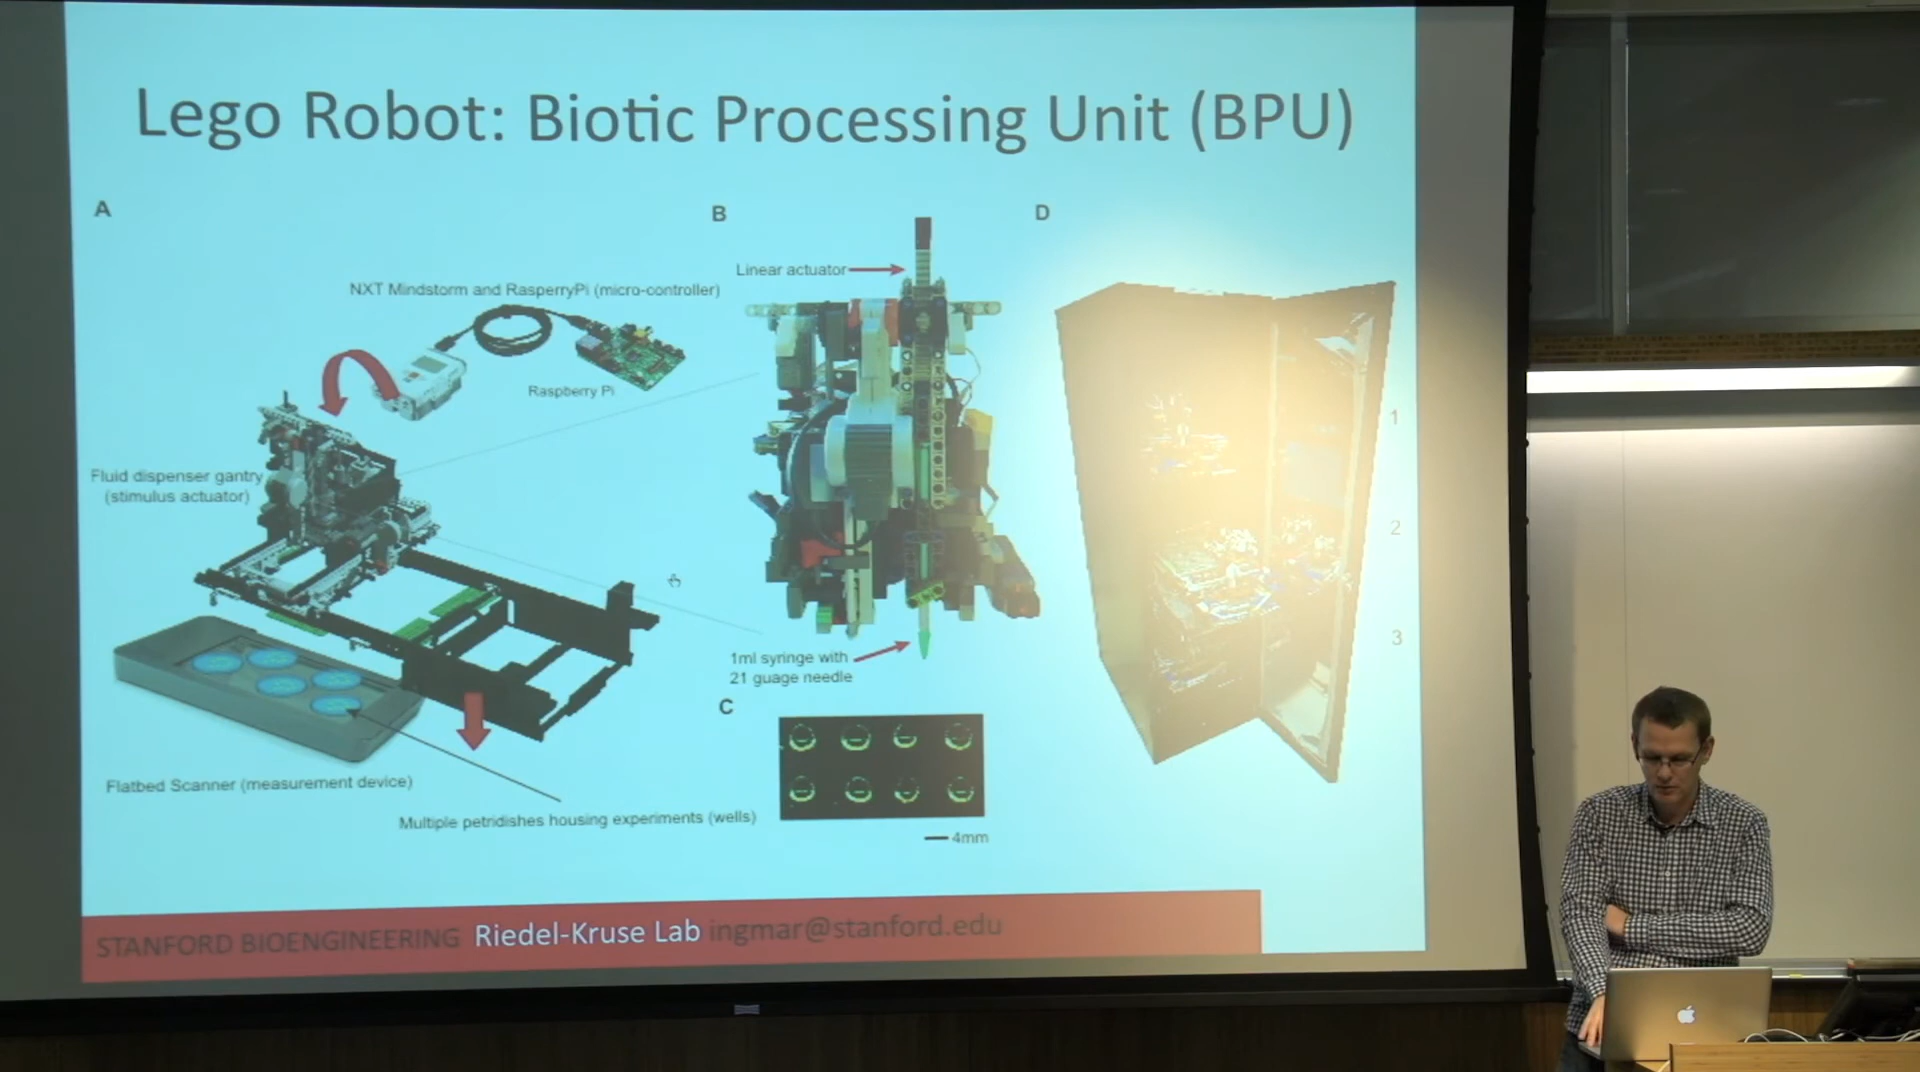 Lego Robot: Biotic Processing Unit (BPU)
A
NXT Mindstorm and RasperryPi (micro-controller)
Raspberry Pi
Fluid dispenser gantry
(stimulus actuator)
Flatbed Scanner (measurement device)
Multiple petridishes housing experiments (wells)
B
Linear actuator
1ml syringe with
21 guage needle
C
4mm
D
1
2
3
STANFORD BIOENGINEERING Riedel-Kruse Lab ingmar@stanford.edu